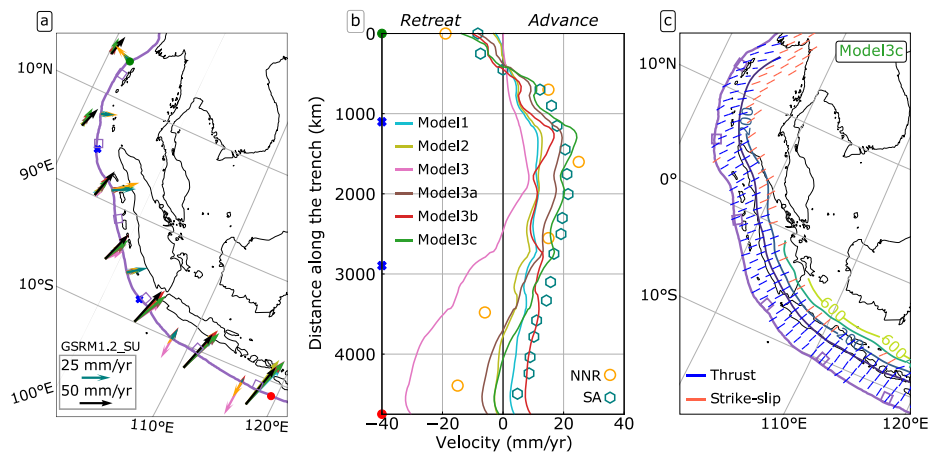 a
10°N
90°E
10°S
GSRM1.2_SU
25 mm/yr
50 mm/yr
100°E
110°E
120°E
b
Retreat
Advance
Distance along the trench (km)
0
1000
2000
3000
4000
Model1
Model2
Model3
Model3a
Model3b
Model3c
NNR
SA
−40
−20
0
20
40
Velocity (mm/yr)
c
Model3c
10°N
0°
10°S
600
600
Thrust
Strike-slip
110°E
120°E